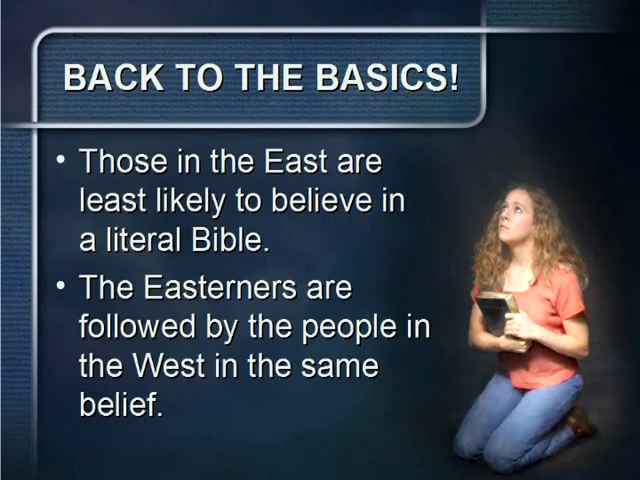 BACK TO THE BASICS!
• Those in the East are
least likely to believe in
a literal Bible.
• The Easterners are
followed by the people in
the West in the same
belief.